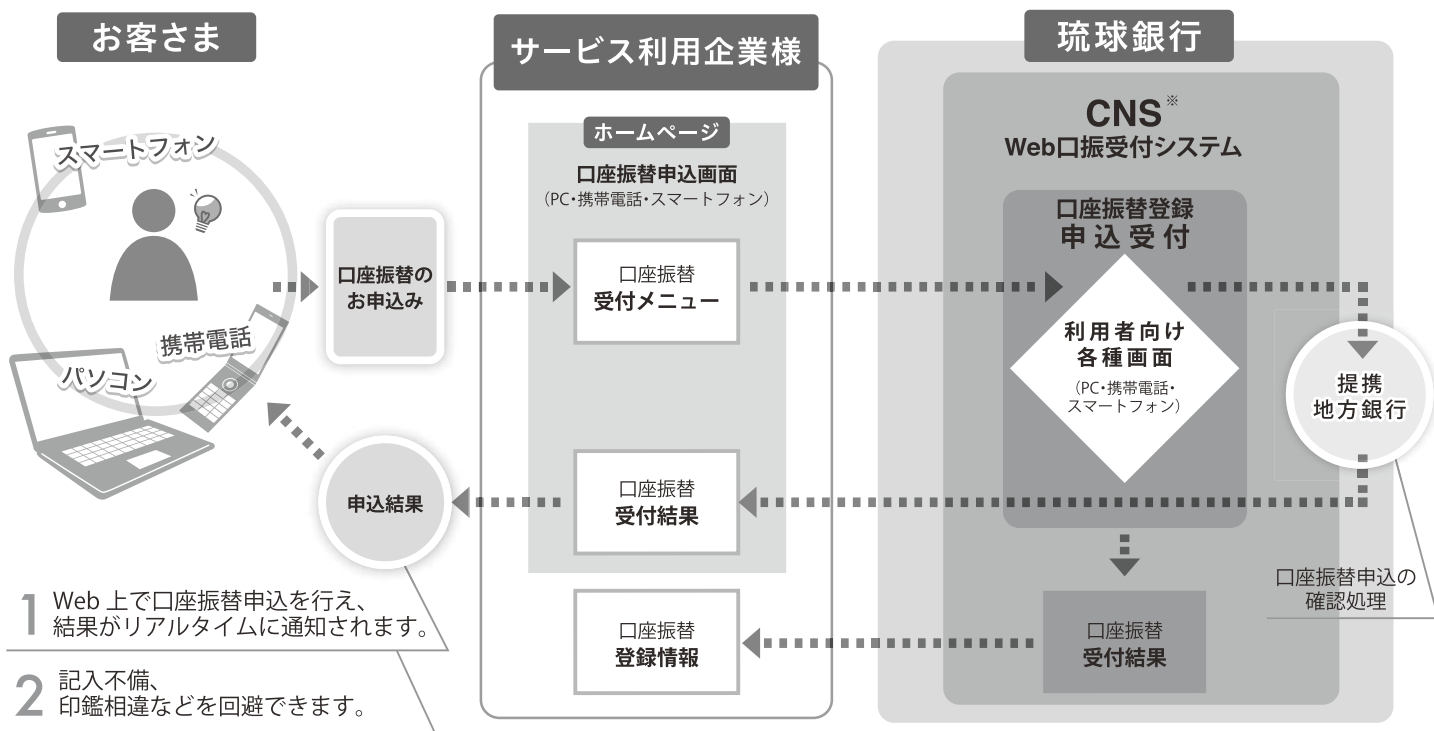 お客さま
スマートフォン
携帯電話
パソコン
口座振替の
お申込み
申込結果
1 Web 上で口座振替申込を行え、
結果がリアルタイムに通知されます。
2 記入不備、
印鑑相違などを回避できます。
サービス利用企業様
ホームページ
口座振替申込画面
（PC・携帯電話・スマートフォン）
口座振替
受付メニュー
口座振替
受付結果
口座振替
登録情報
琉球銀行
CNS※
Web口振受付システム
口座振替登録
申込受付
利用者向け
各種画面
（PC・携帯電話・
スマートフォン）
口座振替
受付結果
提携
地方銀行
口座振替申込の
確認処理